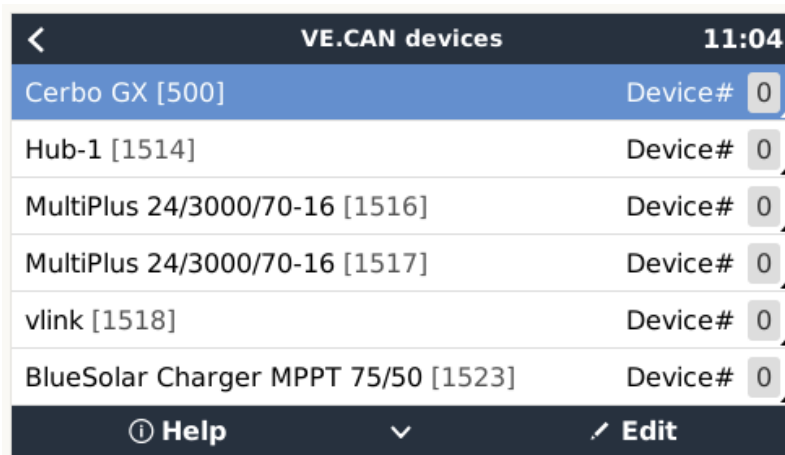 VE.CAN devices 11:04
Cerbo GX [500] Device# 0
Hub-1 [1514] Device# 0
MultiPlus 24/3000/70-16 [1516] Device# 0
MultiPlus 24/3000/70-16 [1517] Device# 0
vlink [1518] Device# 0
BlueSolar Charger MPPT 75/50 [1523] Device# 0
Help Edit